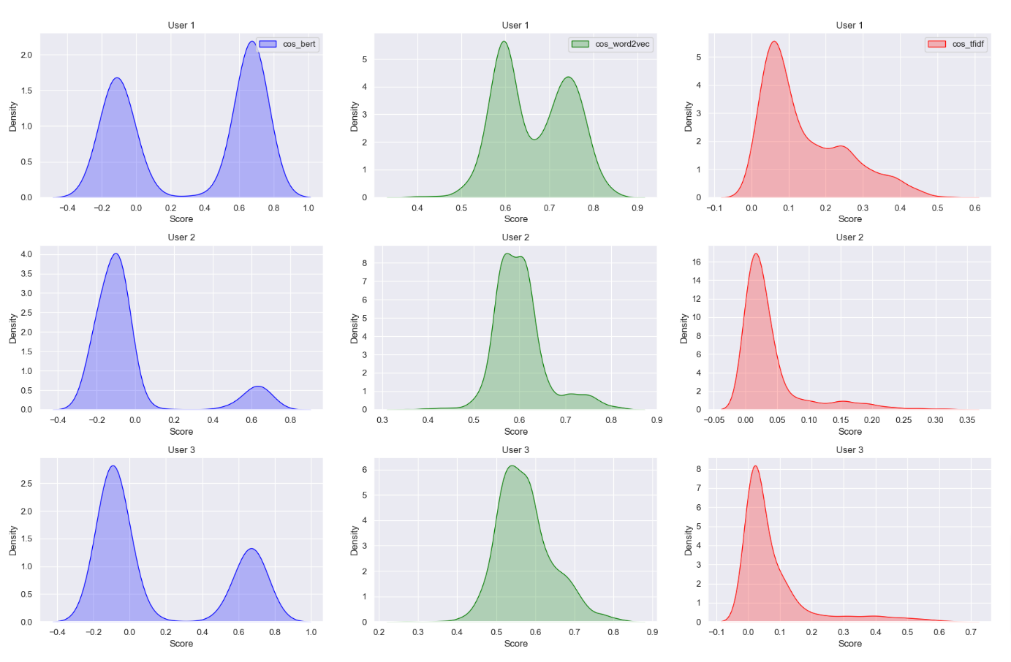 User 1
cos_bert
2.0
1.5
1.0
0.5
0.0
Density
−0.4 −0.2 0.0 0.2 0.4 0.6 0.8 1.0
Score
User 1
cos_word2vec
5
4
3
2
1
0
Density
0.4 0.5 0.6 0.7 0.8 0.9
Score
User 1
cos_tfidf
5
4
3
2
1
0
Density
−0.1 0.0 0.1 0.2 0.3 0.4 0.5 0.6
Score
User 2
4.0
3.5
3.0
2.5
2.0
1.5
1.0
0.5
0.0
Density
−0.4 −0.2 0.0 0.2 0.4 0.6 0.8
Score
User 2
8
7
6
5
4
3
2
1
0
Density
0.3 0.4 0.5 0.6 0.7 0.8 0.9
Score
User 2
16
14
12
10
8
6
4
2
0
Density
−0.05 0.00 0.05 0.10 0.15 0.20 0.25 0.30 0.35
Score
User 3
2.5
2.0
1.5
1.0
0.5
0.0
Density
−0.4 −0.2 0.0 0.2 0.4 0.6 0.8 1.0
Score
User 3
6
5
4
3
2
1
0
Density
0.2 0.3 0.4 0.5 0.6 0.7 0.8 0.9
Score
User 3
8
7
6
5
4
3
2
1
0
Density
−0.1 0.0 0.1 0.2 0.3 0.4 0.5 0.6 0.7
Score